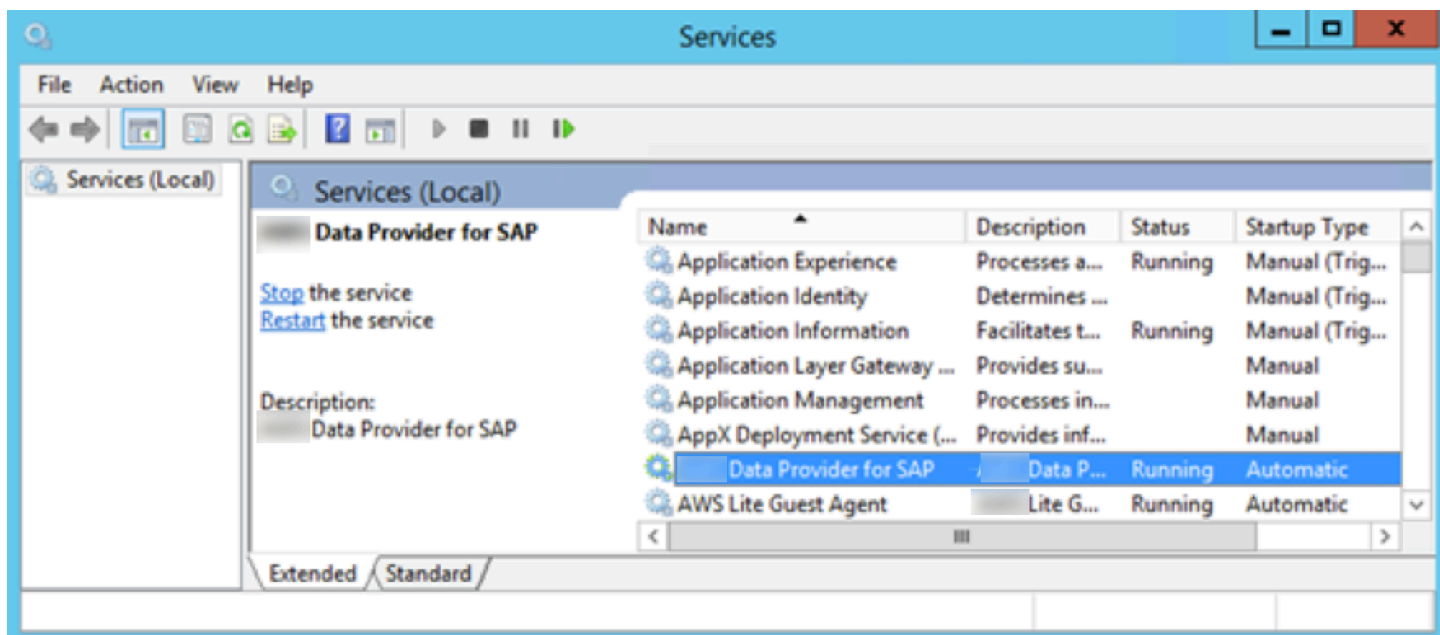 Services
File Action View Help
Services (Local)
Services (Local)
Data Provider for SAP
Stop the service
Restart the service
Description:
Data Provider for SAP
Name Description Status Startup Type
Application Experience Processes a... Running Manual (Trig...
Application Identity Determines ... Manual (Trig...
Application Information Facilitates t... Running Manual (Trig...
Application Layer Gateway ... Provides su... Manual
Application Management Processes in... Manual
AppX Deployment Service (... Provides inf... Manual
Data Provider for SAP Data P... Running Automatic
AWS Lite Guest Agent Lite G... Running Automatic
Extended Standard